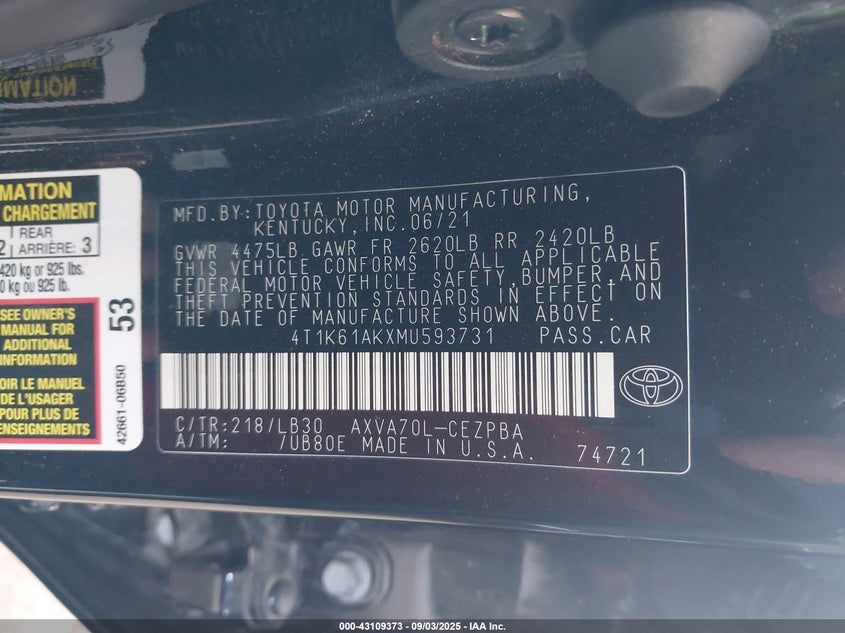 MATION
CHARGEMENT
REAR
2 ARRIÈRE: 3
420 kg or 925 lbs.
0 kg ou 925 lb.
SEE OWNER'S
MANUAL FOR
ADDITIONAL
INFORMATION
OIR LE MANUEL
DE L'USAGER
POUR PLUS DE
53
42661-06B50
MFD.BY:TOYOTA MOTOR MANUFACTURING,
KENTUCKY,INC.06/21
GVWR 4475LB GAWR FR 2620LB RR 2420LB
THIS VEHICLE CONFORMS TO ALL APPLICABLE
FEDERAL MOTOR VEHICLE SAFETY,BUMPER,AND
THEFT PREVENTION STANDARDS IN EFFECT ON
THE DATE OF MANUFACTURE SHOWN ABOVE.
4T1K61AKXMU593731 PASS.CAR
C/TR:218/LB30 AXVA70L-CEZPBA
A/TM: /UB80E MADE IN U.S.A. 74721
000-43109373 - 09/03/2025 - IAA Inc.